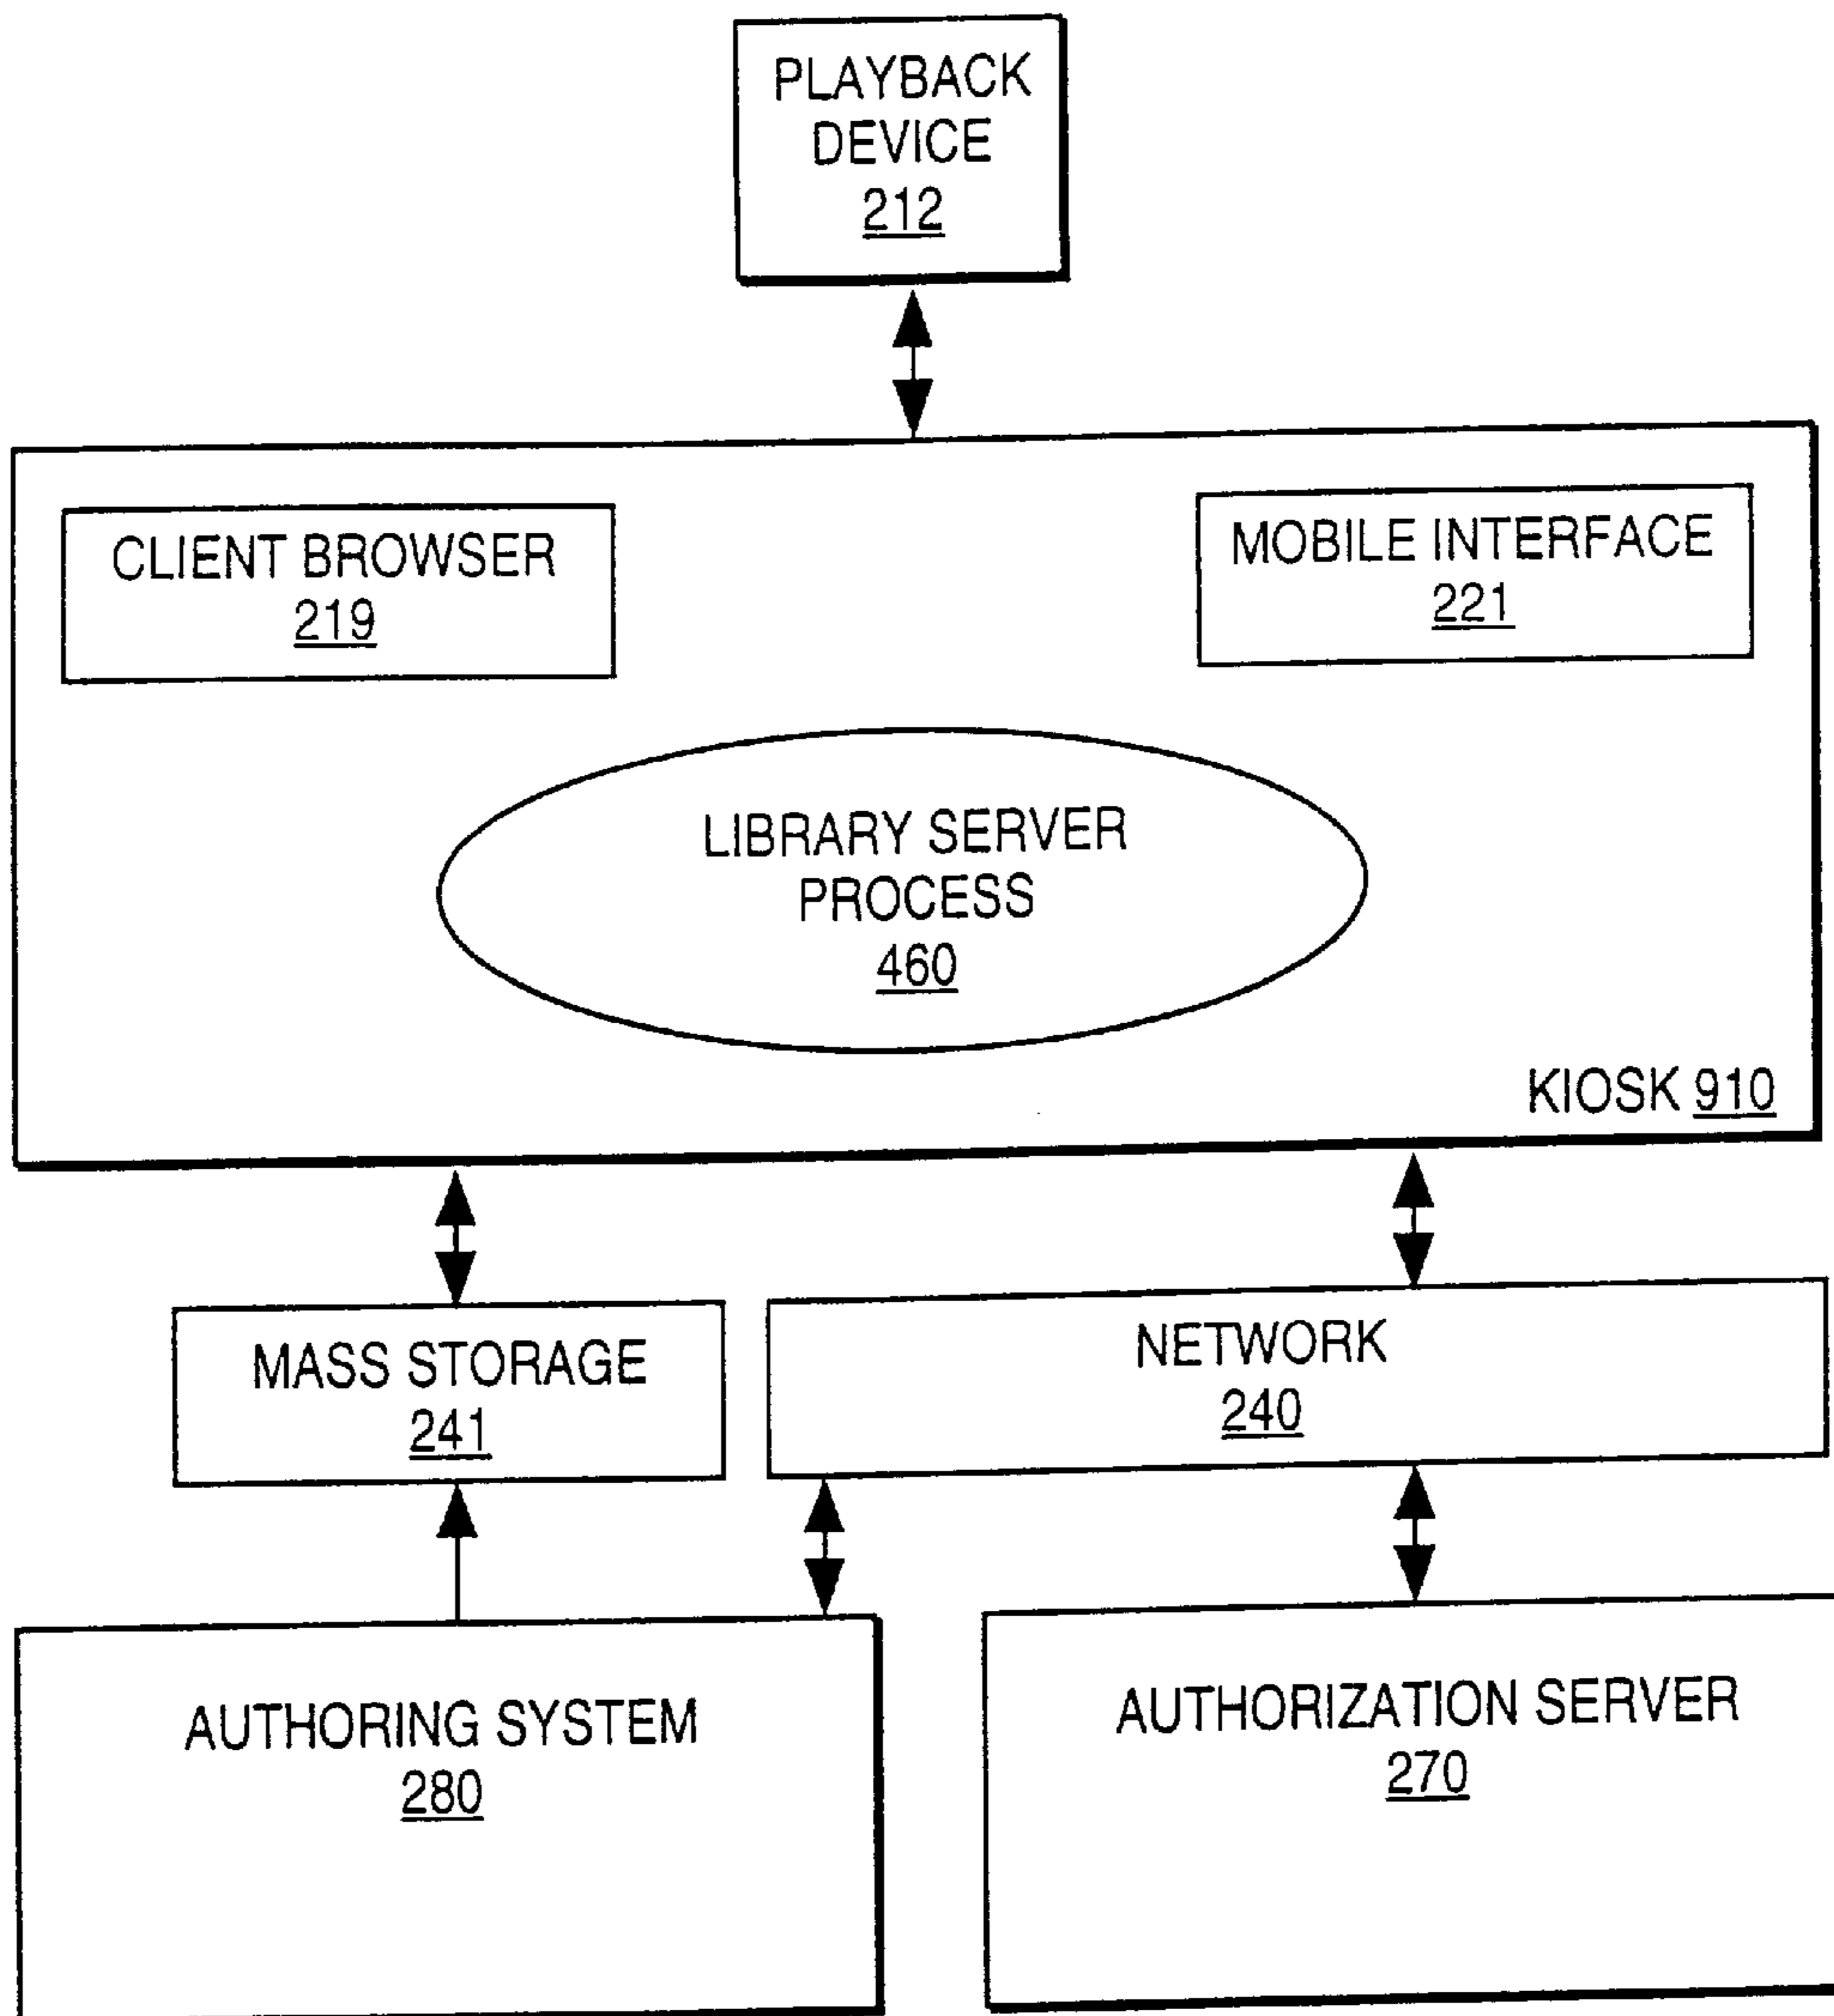 PLAYBACK
DEVICE
212
CLIENT BROWSER
219
MOBILE INTERFACE
221
LIBRARY SERVER
PROCESS
460
KIOSK 910
MASS STORAGE
241
NETWORK
240
AUTHORING SYSTEM
280
AUTHORIZATION SERVER
270